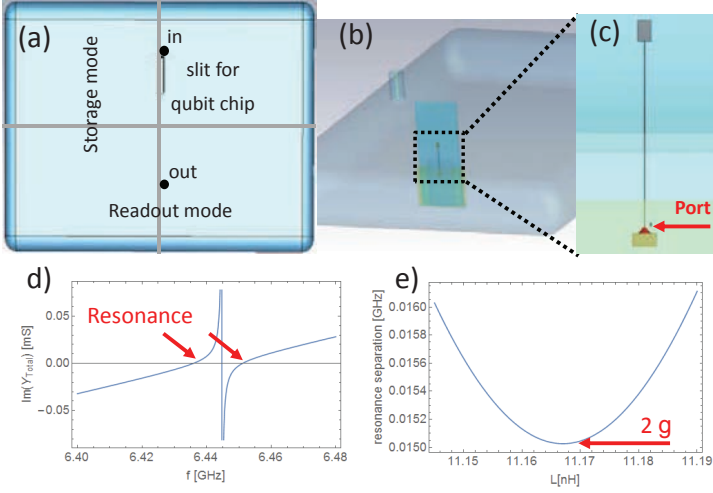 (a)
in
slit for
qubit chip
Storage mode
out
Readout mode
(b)
(c)
Port
d)
Resonance
Im(Y_Total) [mS]
0.05
0.00
−0.05
6.40
6.42
6.44
6.46
6.48
f [GHz]
e)
resonance separation [GHz]
0.0160
0.0158
0.0156
0.0154
0.0152
0.0150
2 g
11.15
11.16
11.17
11.18
11.19
L[nH]